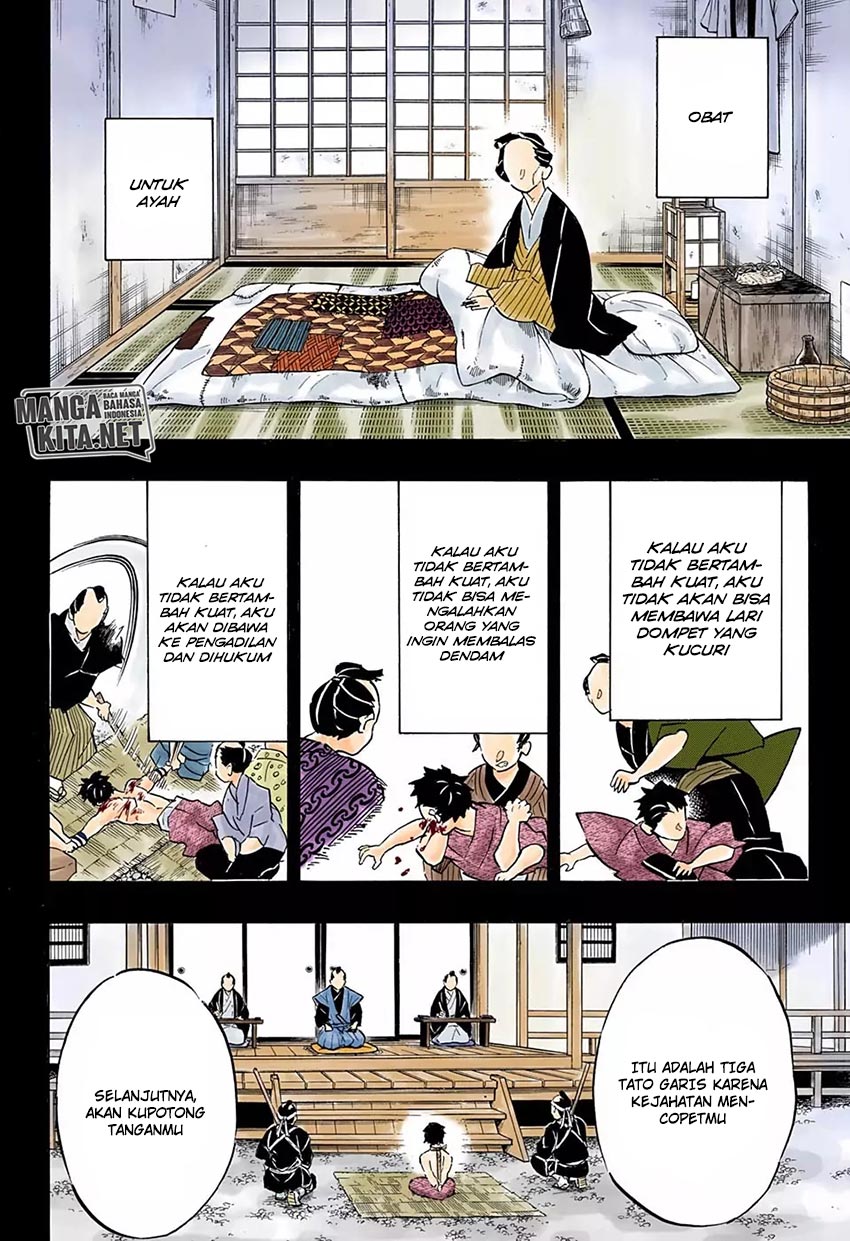 OBAT
UNTUK
AYAH
MANGA
KITA.NET
BACA MANGA
BAHASA
INDONESIA
KALAU AKU
TIDAK BERTAM-
BAH KUAT, AKU
TIDAK AKAN BISA
MEMBAWA LARI
DOMPET YANG
KUCURI
KALAU AKU
TIDAK BERTAM-
BAH KUAT, AKU
TIDAK BISA ME-
NGALAHKAN
ORANG YANG
INGIN MEMBALAS
DENDAM
KALAU AKU
TIDAK BERTAM-
BAH KUAT, AKU
AKAN DIBAWA
KE PENGADILAN
DAN DIHUKUM
ITU ADALAH TIGA
TATO GARIS KARENA
KEJAHATAN MEN-
COPETMU
SELANJUTNYA,
AKAN KUPOTONG
TANGANMU